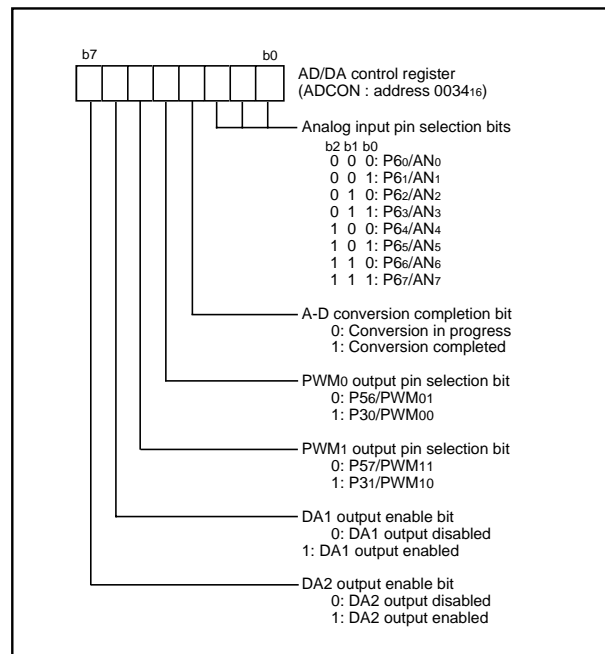 b7 b0
AD/DA control register
(ADCON : address 003416)
Analog input pin selection bits
b2 b1 b0
0 0 0: P60/AN0
0 0 1: P61/AN1
0 1 0: P62/AN2
0 1 1: P63/AN3
1 0 0: P64/AN4
1 0 1: P65/AN5
1 1 0: P66/AN6
1 1 1: P67/AN7
A-D conversion completion bit
0: Conversion in progress
1: Conversion completed
PWM0 output pin selection bit
0: P56/PWM01
1: P30/PWM00
PWM1 output pin selection bit
0: P57/PWM11
1: P31/PWM10
DA1 output enable bit
0: DA1 output disabled
1: DA1 output enabled
DA2 output enable bit
0: DA2 output disabled
1: DA2 output enabled